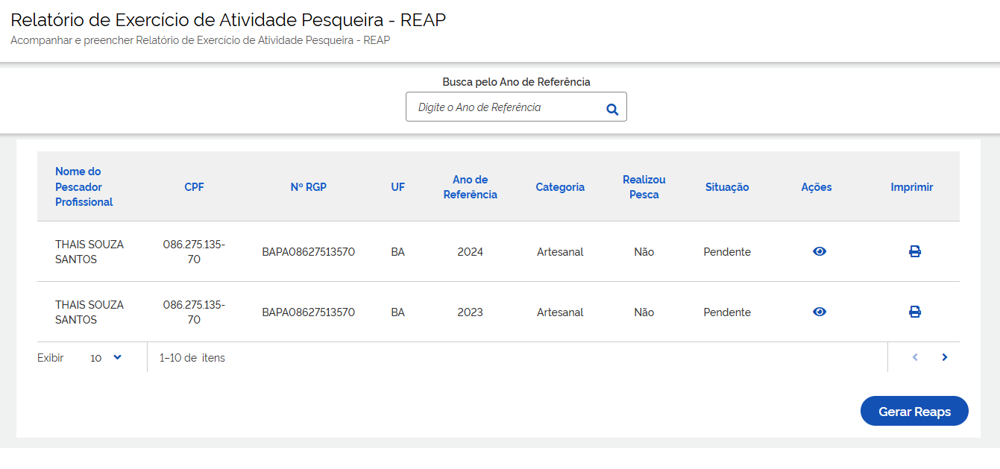 Relatório de Exercício de Atividade Pesqueira - REAP
Acompanhar e preencher Relatório de Exercício de Atividade Pesqueira - REAP
Busca pelo Ano de Referência
Digite o Ano de Referência
Nome do
Pescador
Profissional
CPF
Nº RGP
UF
Ano de
Referência
Categoria
Realizou
Pesca
Situação
Ações
Imprimir
THAIS SOUZA
SANTOS
086.275.135-
70
BAPA08627513570
BA
2024
Artesanal
Não
Pendente
THAIS SOUZA
SANTOS
086.275.135-
70
BAPA08627513570
BA
2023
Artesanal
Não
Pendente
Exibir
10
1–10 de itens
Gerar Reaps